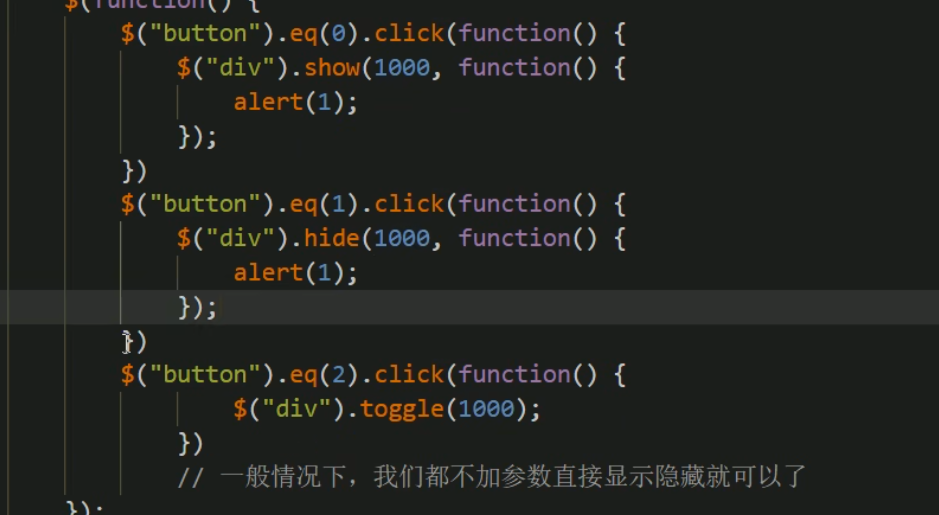 $(function() {
$("button").eq(0).click(function() {
$("div").show(1000, function() {
alert(1);
});
})
$("button").eq(1).click(function() {
$("div").hide(1000, function() {
alert(1);
});
})
$("button").eq(2).click(function() {
$("div").toggle(1000);
})
// 一般情况下，我们都不加参数直接显示隐藏就可以了
});